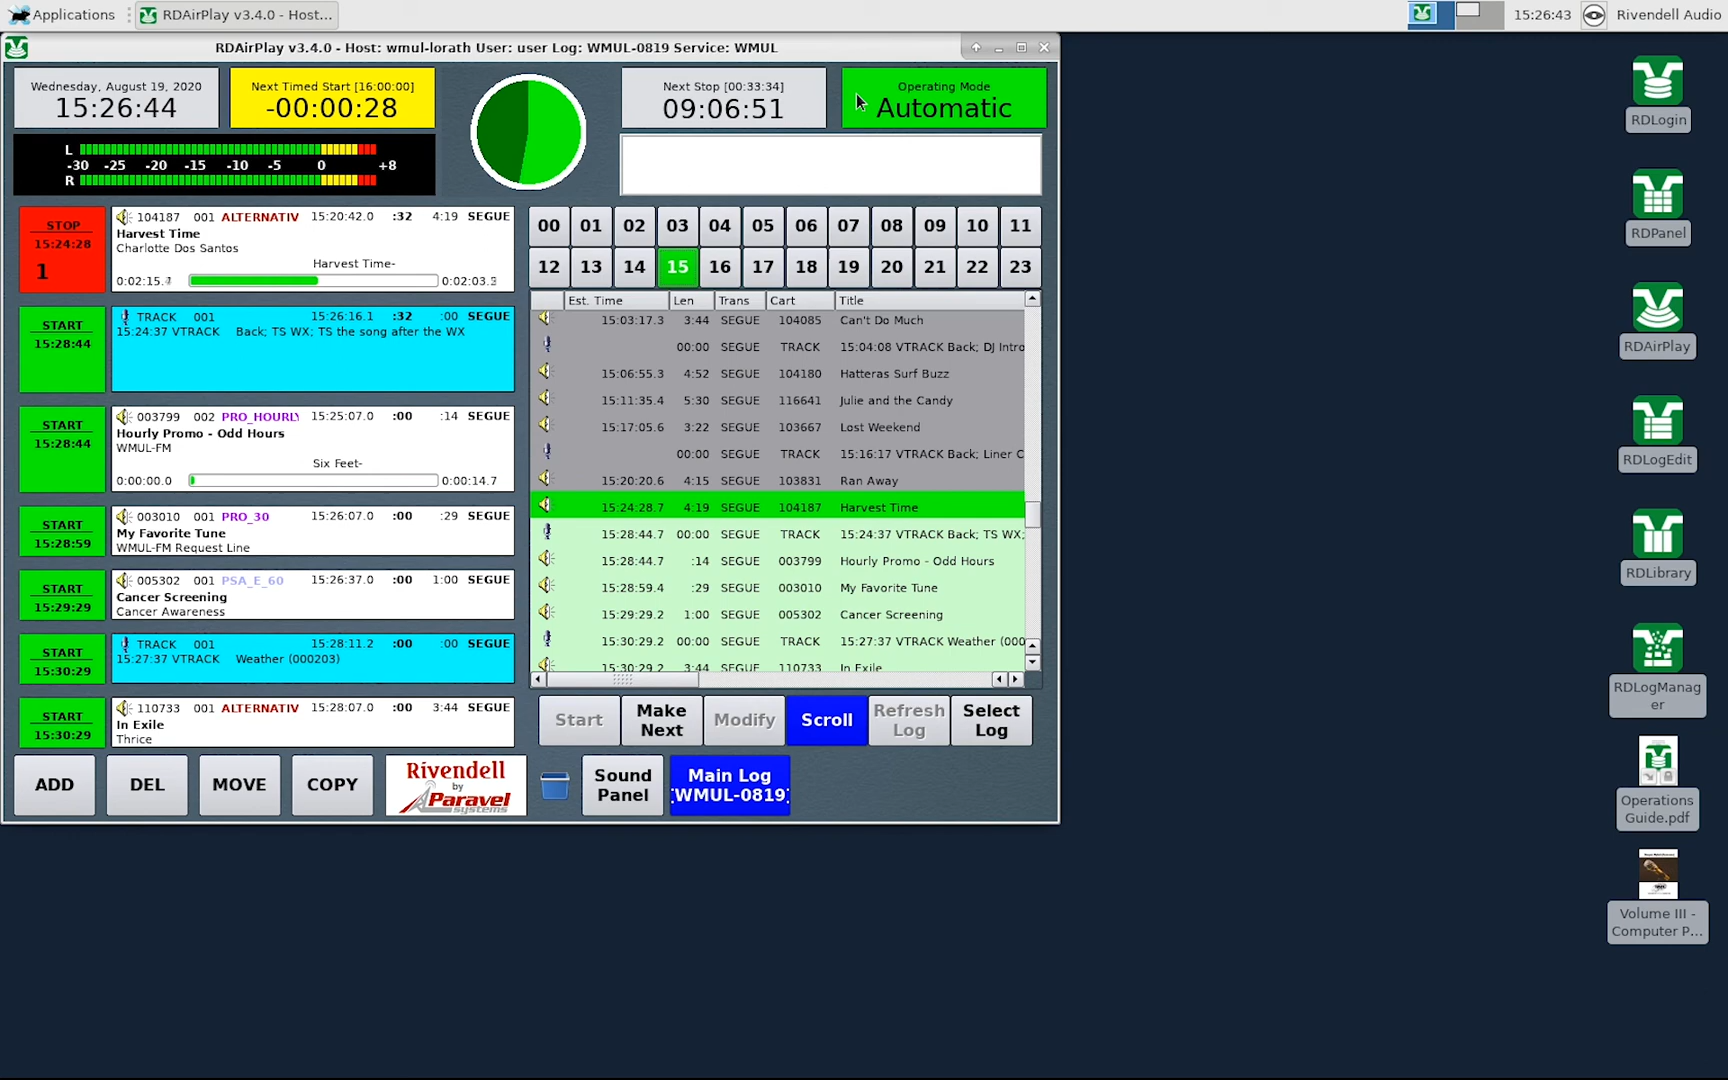 Applications
RDAirPlay v3.4.0 - Host...
15:26:43
Rivendell Audio
RDAirPlay v3.4.0 - Host: wmul-lorath User: user Log: WMUL-0819 Service: WMUL
Wednesday, August 19, 2020
15:26:44
Next Timed Start [16:00:00]
-00:00:28
Next Stop [00:33:34]
09:06:51
Operating Mode
Automatic
L
-30 -25 -20 -15 -10 -5 0 +8
R
STOP
15:24:28
1
104187 001 ALTERNATIV 15:20:42.0 :32 4:19 SEGUE
Harvest Time
Charlotte Dos Santos
Harvest Time-
0:02:15. 0:02:03.
START
15:28:44
TRACK 001 15:26:16.1 :32 :00 SEGUE
15:24:37 VTRACK Back; TS WX; TS the song after the WX
START
15:28:44
003799 002 PRO_HOURLY 15:25:07.0 :00 :14 SEGUE
Hourly Promo - Odd Hours
WMUL-FM
Six Feet-
0:00:00.0 0:00:14.7
START
15:28:59
003010 001 PRO_30 15:26:07.0 :00 :29 SEGUE
My Favorite Tune
WMUL-FM Request Line
START
15:29:29
005302 001 PSA_E_60 15:26:37.0 :00 1:00 SEGUE
Cancer Screening
Cancer Awareness
START
15:30:29
TRACK 001 15:28:11.2 :00 :00 SEGUE
15:27:37 VTRACK Weather (000203)
START
15:30:29
110733 001 ALTERNATIV 15:28:07.0 :00 3:44 SEGUE
In Exile
Thrice
00 01 02 03 04 05 06 07 08 09 10 11
12 13 14 15 16 17 18 19 20 21 22 23
Est. Time Len Trans Cart Title
15:03:17.3 3:44 SEGUE 104085 Can't Do Much
00:00 SEGUE TRACK 15:04:08 VTRACK Back; DJ Intro
15:06:55.3 4:52 SEGUE 104180 Hatteras Surf Buzz
15:11:35.4 5:30 SEGUE 116641 Julie and the Candy
15:17:05.6 3:22 SEGUE 103667 Lost Weekend
00:00 SEGUE TRACK 15:16:17 VTRACK Back; Liner C
15:20:20.6 4:15 SEGUE 103831 Ran Away
15:24:28.7 4:19 SEGUE 104187 Harvest Time
15:28:44.7 00:00 SEGUE TRACK 15:24:37 VTRACK Back; TS WX;
15:28:44.7 :14 SEGUE 003799 Hourly Promo - Odd Hours
15:28:59.4 :29 SEGUE 003010 My Favorite Tune
15:29:29.2 1:00 SEGUE 005302 Cancer Screening
15:30:29.2 00:00 SEGUE TRACK 15:27:37 VTRACK Weather (000
15:30:29.2 3:44 SEGUE 110733 In Exile
Start
Make
Next
Modify
Scroll
Refresh
Log
Select
Log
ADD
DEL
MOVE
COPY
Rivendell
by
Paravel
systems
Sound
Panel
Main Log
[WMUL-0819]
RDLogin
RDPanel
RDAirPlay
RDLogEdit
RDLibrary
RDLogManag
er
Operations
Guide.pdf
Volume III -
Computer P...